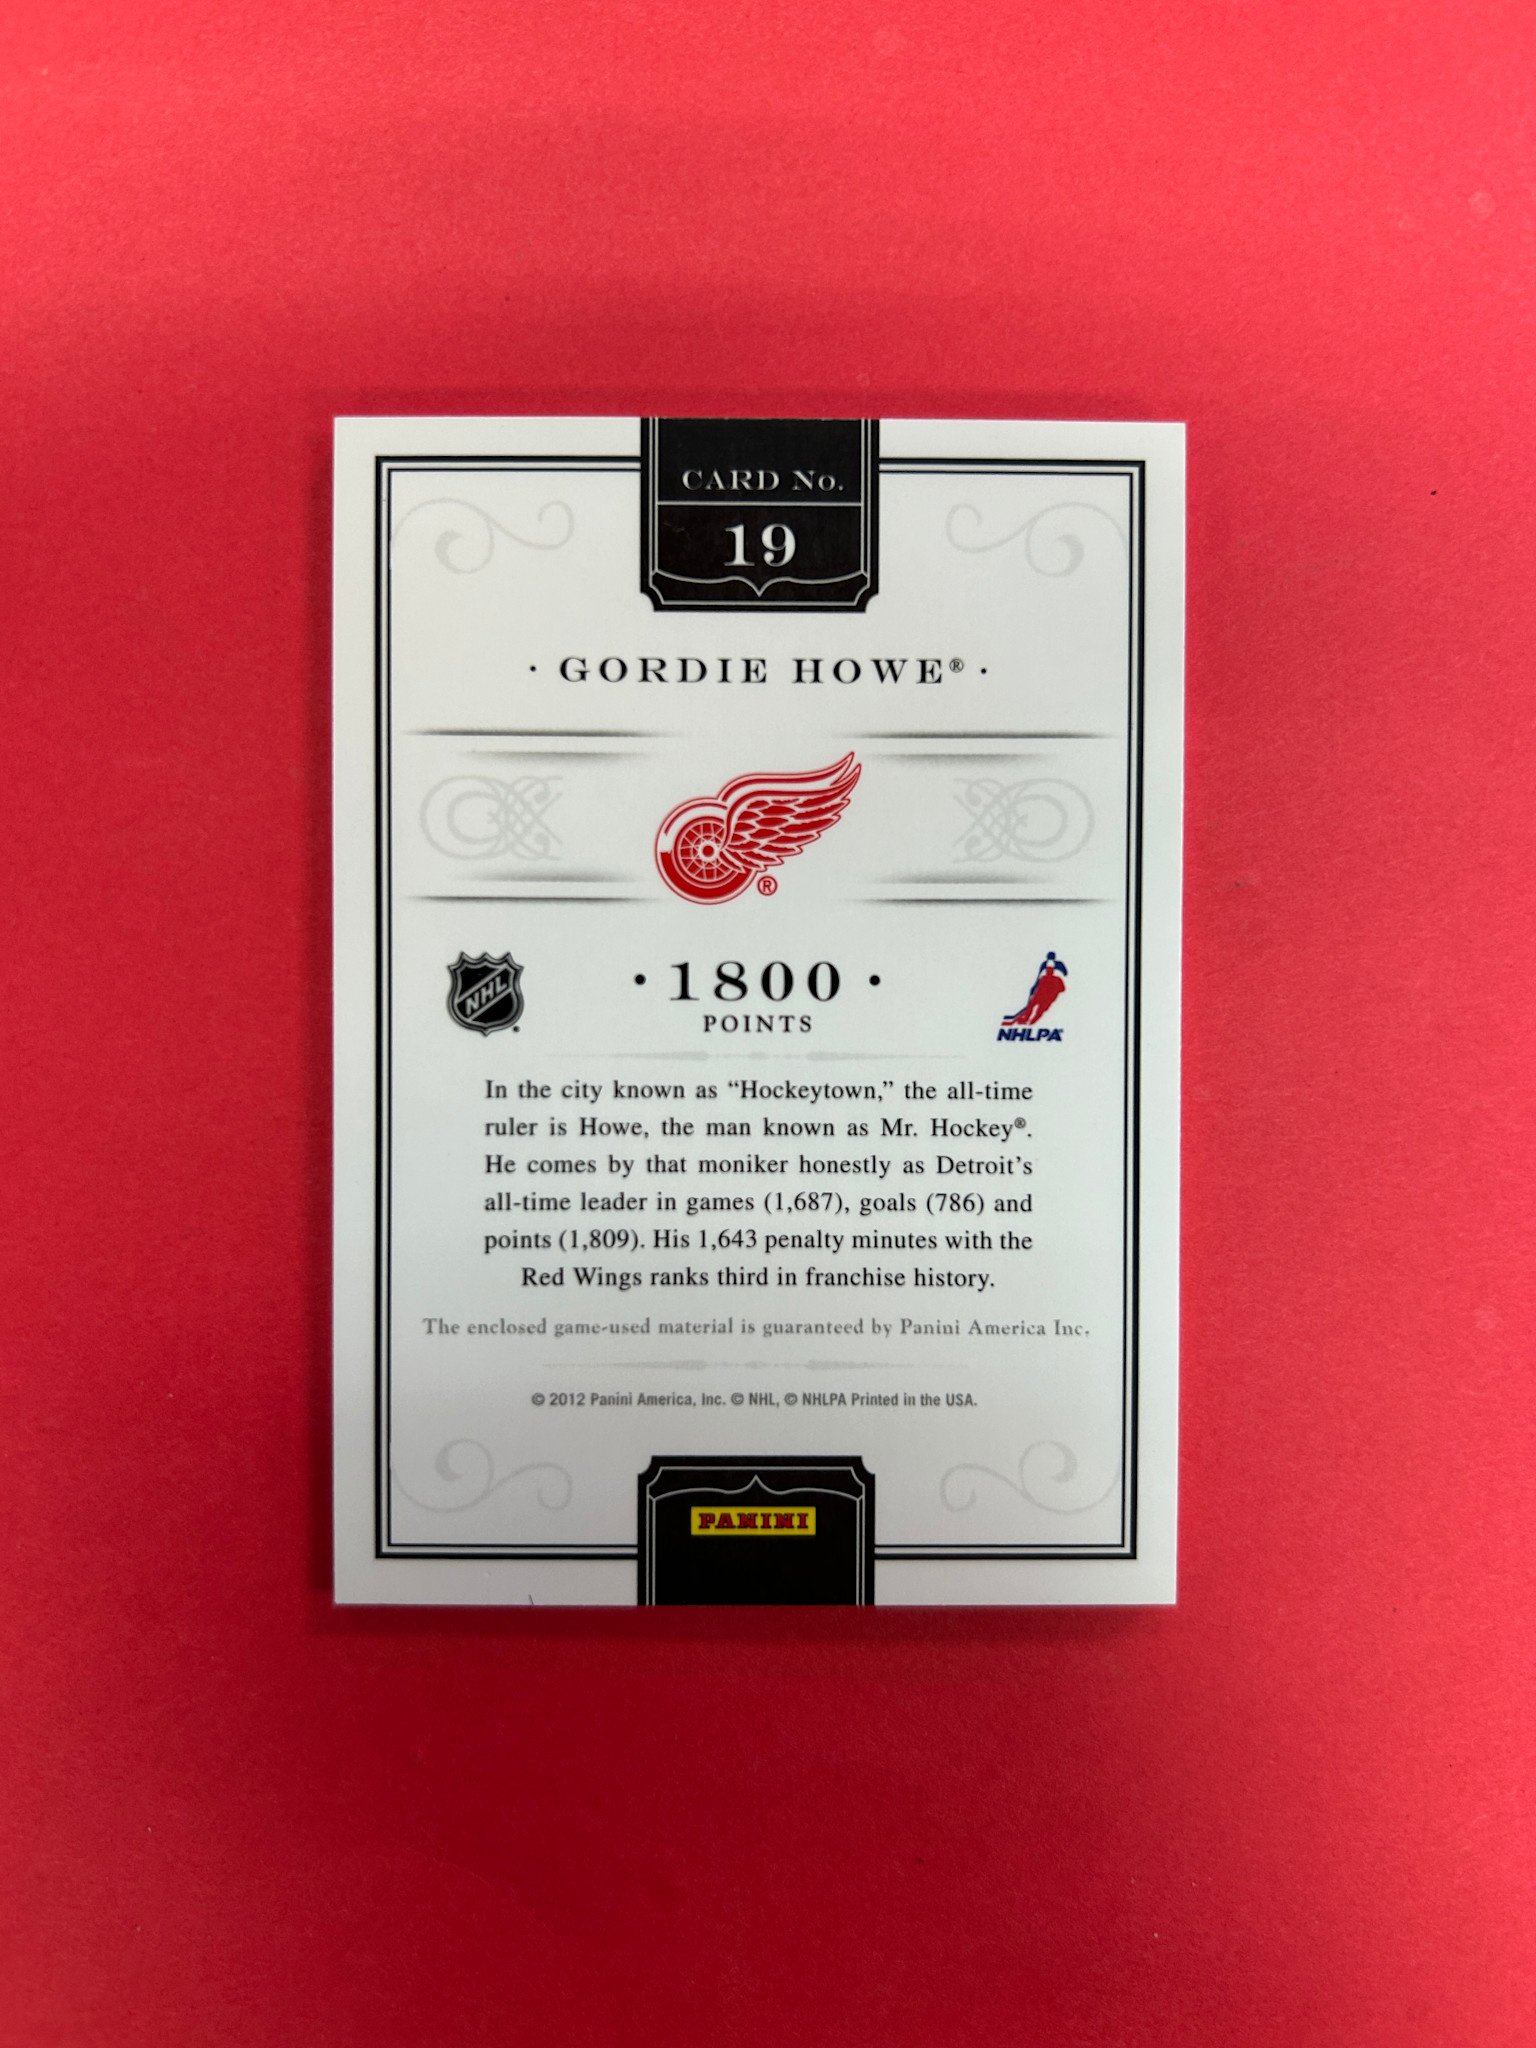 CARD No.
19
· GORDIE HOWE® ·
®
NHL
· 1800 ·
POINTS
NHLPA
In the city known as “Hockeytown,” the all-time
ruler is Howe, the man known as Mr. Hockey®.
He comes by that moniker honestly as Detroit’s
all-time leader in games (1,687), goals (786) and
points (1,809). His 1,643 penalty minutes with the
Red Wings ranks third in franchise history.
The enclosed game-used material is guaranteed by Panini America Inc.
© 2012 Panini America, Inc. © NHL, © NHLPA Printed in the USA.
PANINI